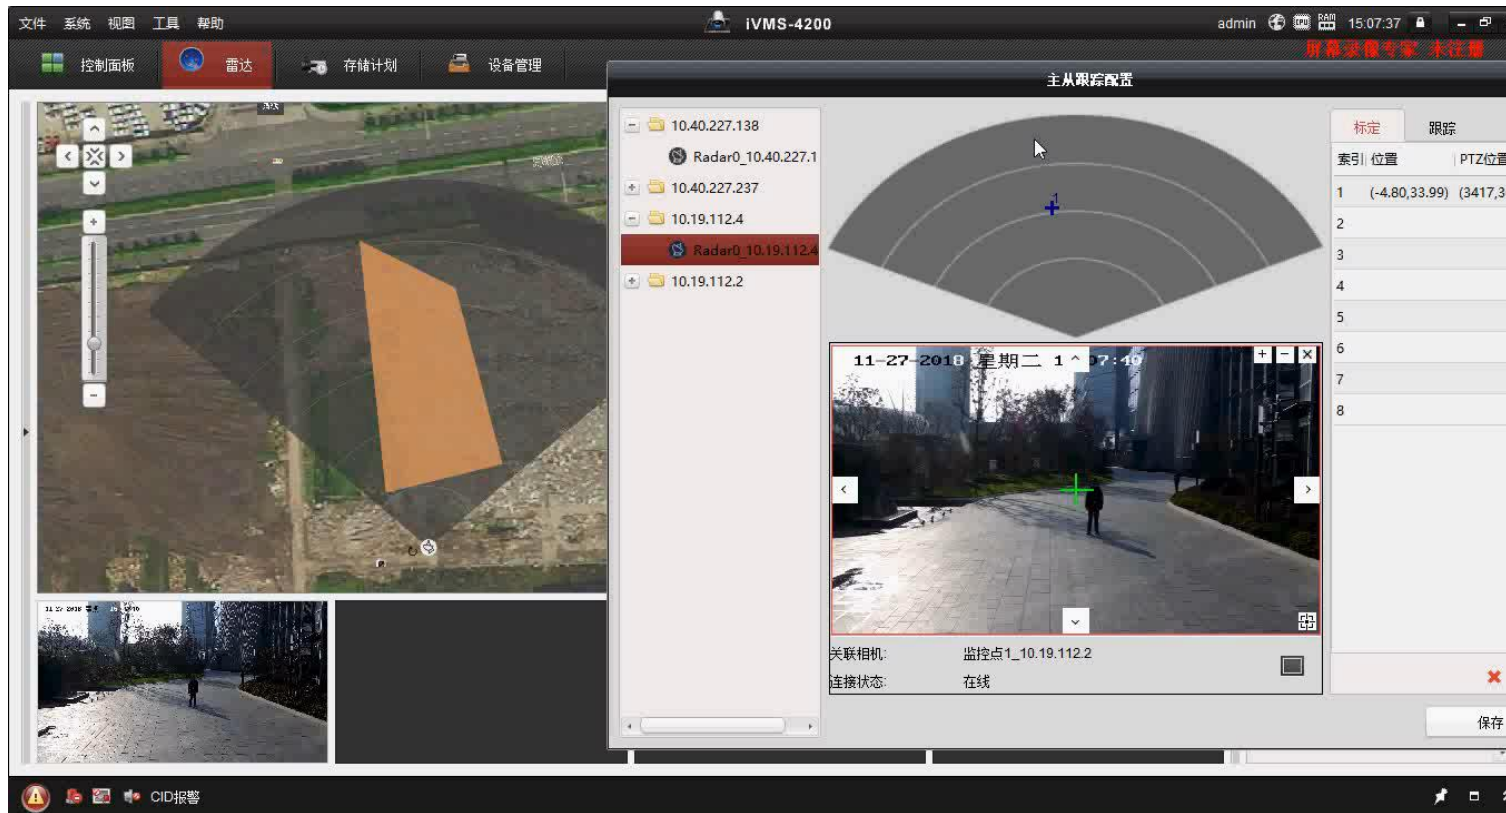 文件 系统 视图 工具 帮助
iVMS-4200
admin
15:07:37
屏幕录像专家 未注册
控制面板
雷达
存储计划
设备管理
主从跟踪配置
10.40.227.138
Radar0_10.40.227.1
10.40.227.237
10.19.112.4
Radar0_10.19.112.4
10.19.112.2
1
11-27-2018 星期二 1 07:40
关联相机: 监控点1_10.19.112.2
连接状态: 在线
标定 跟踪
索引 位置 PTZ位置
1 (-4.80,33.99) (3417,3
2
3
4
5
6
7
8
保存
CID报警